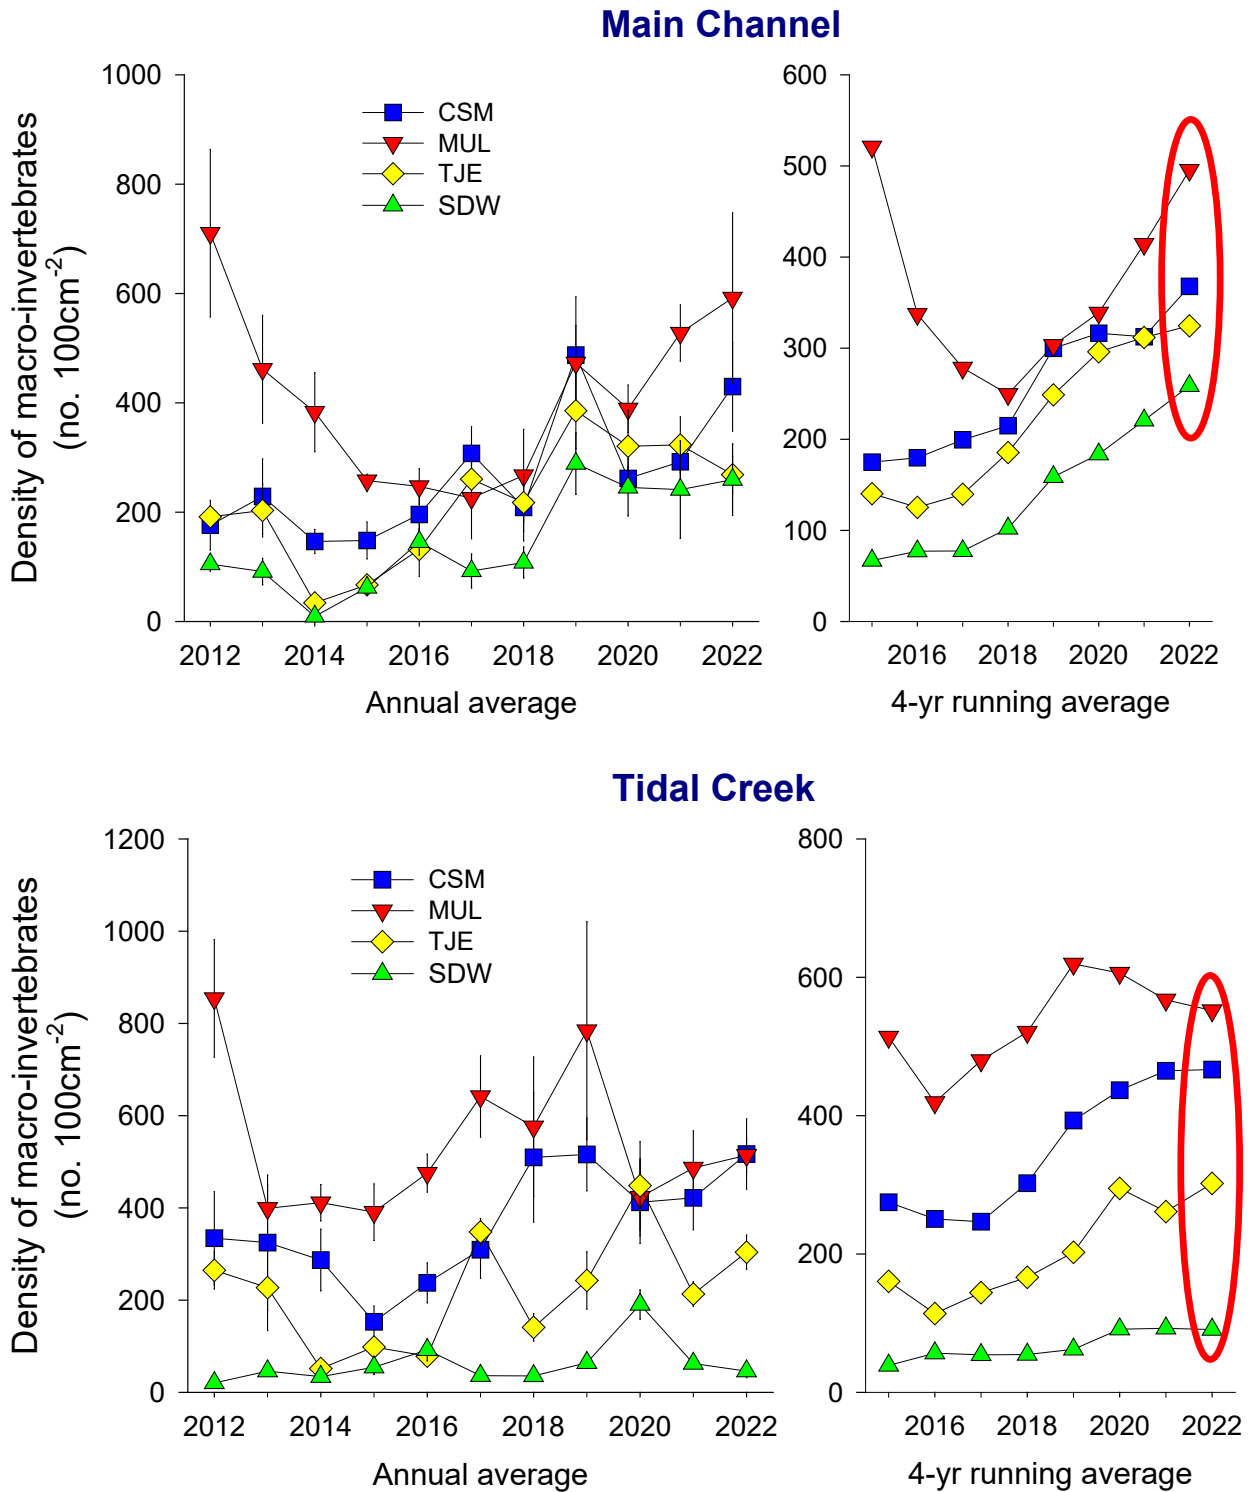 Main Channel
Density of macro-invertebrates
(no. 100cm-2)
1000
800
600
400
200
0
CSM
MUL
TJE
SDW
2012 2014 2016 2018 2020 2022
Annual average
600
500
400
300
200
100
0
2016 2018 2020 2022
4-yr running average
Tidal Creek
Density of macro-invertebrates
(no. 100cm-2)
1200
1000
800
600
400
200
0
CSM
MUL
TJE
SDW
2012 2014 2016 2018 2020 2022
Annual average
800
600
400
200
0
2016 2018 2020 2022
4-yr running average